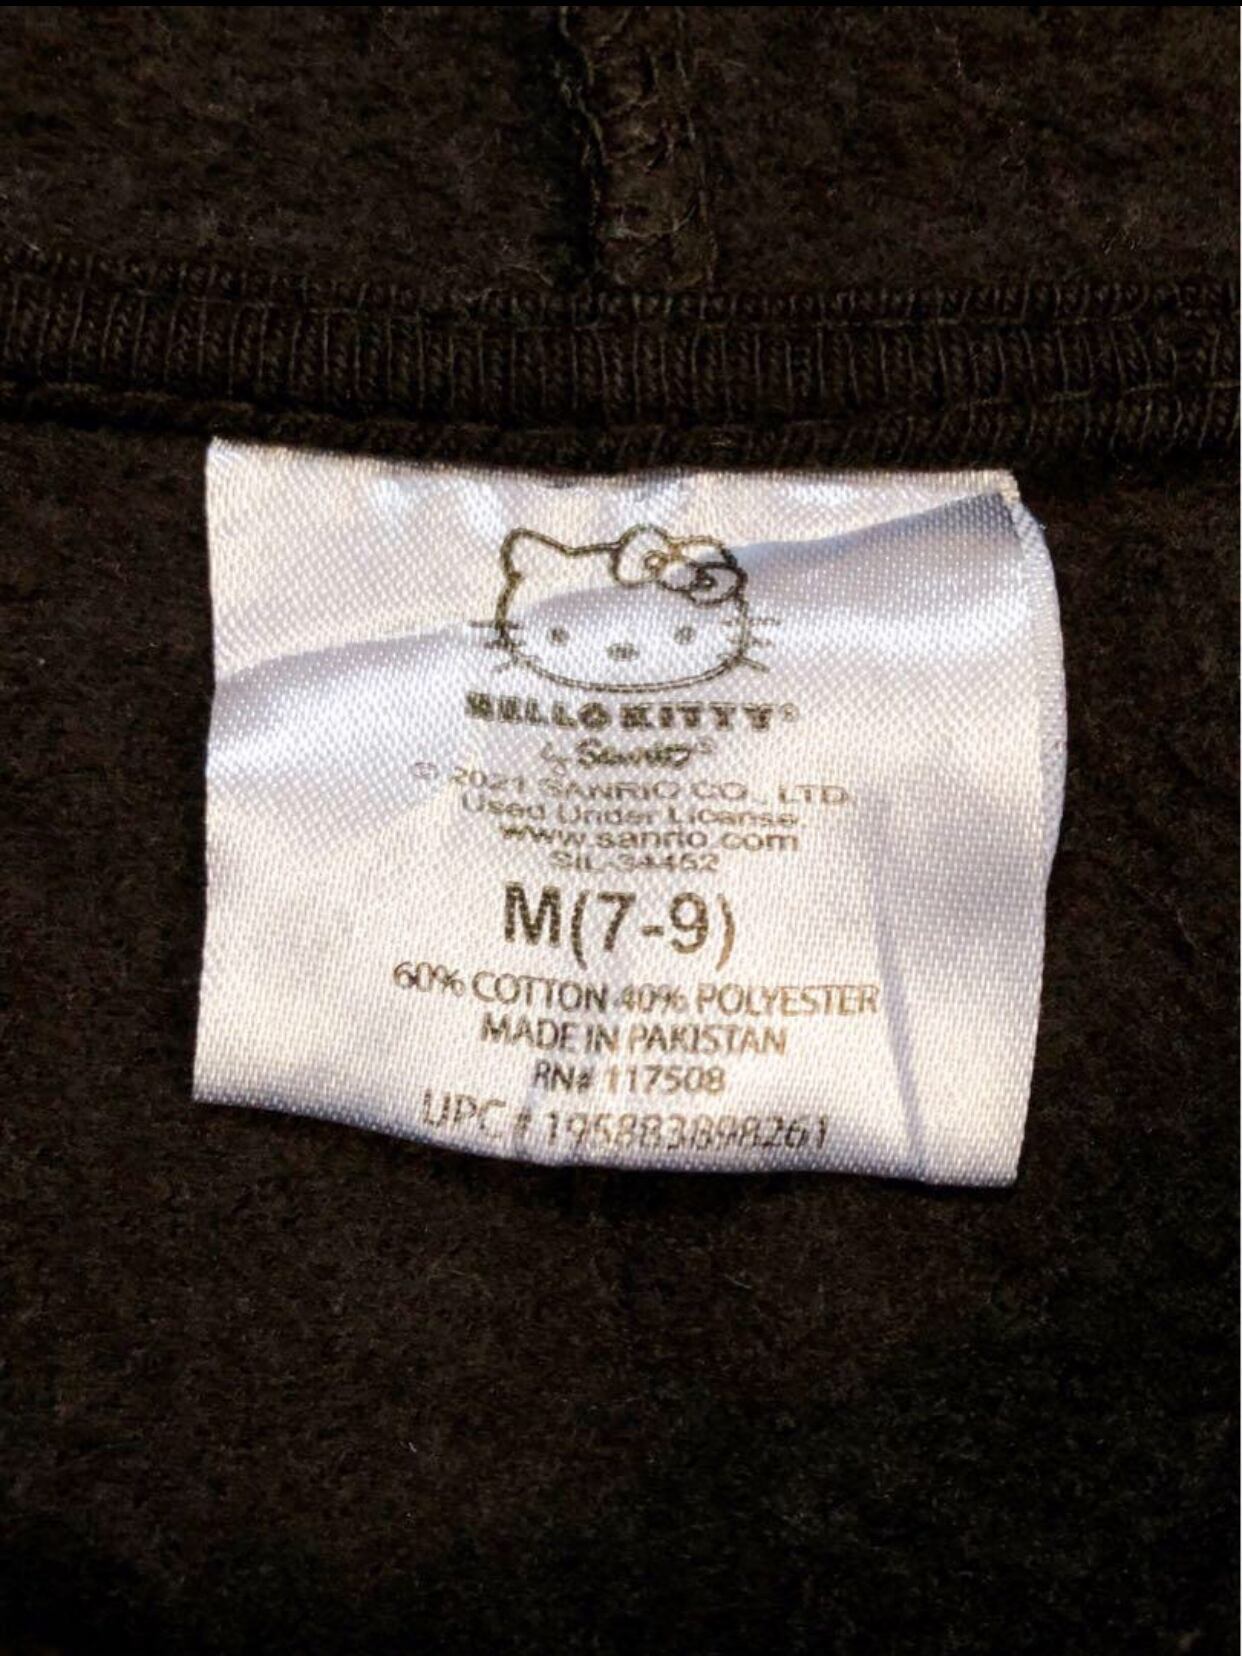 HELLO KITTY®
by Sanrio®
© 2021 SANRIO CO., LTD.
Used Under License.
www.sanrio.com
SIL-34452
M(7-9)
60% COTTON 40% POLYESTER
MADE IN PAKISTAN
RN# 117508
UPC # 195883898261